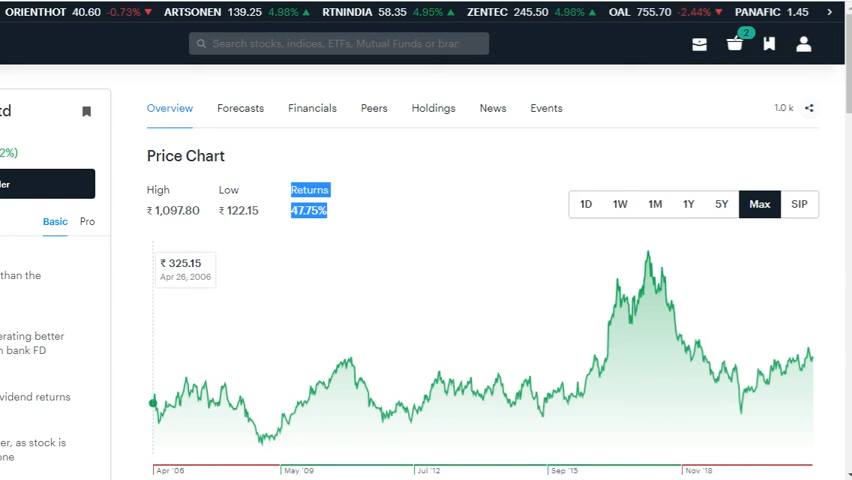 ORIENTHOT 40.60 -0.73% ARTSONEN 139.25 4.98% RTNINDIA 58.35 4.95% ZENTEC 245.50 4.98% OAL 755.70 -2.44% PANAFIC 1.45
Search stocks, indices, ETFs, Mutual Funds or bran
2
td
2%)
ler
Basic Pro
than the
erating better
n bank FD
vidend returns
er, as stock is
one
Overview Forecasts Financials Peers Holdings News Events 1.0 k
Price Chart
High Low Returns
₹ 1,097.80 ₹ 122.15 47.75%
1D 1W 1M 1Y 5Y Max SIP
₹ 325.15
Apr 26, 2006
Apr '06 May '09 Jul '12 Sep '15 Nov '18